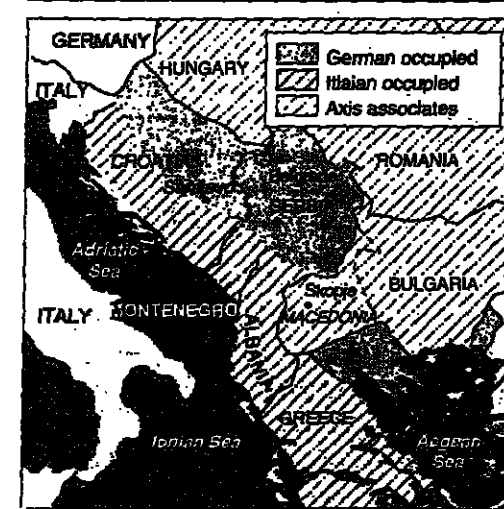 GERMANY
HUNGARY
German occupied
Itlaian occupied
Axis associates
ITALY
CROATIA
ROMANIA
SERBIA
Adriatic
Sea
BULGARIA
Skopje
ITALY
MONTENEGRO
MACEDONIA
ALBANIA
GREECE
Ionian Sea
Aegean
Sea